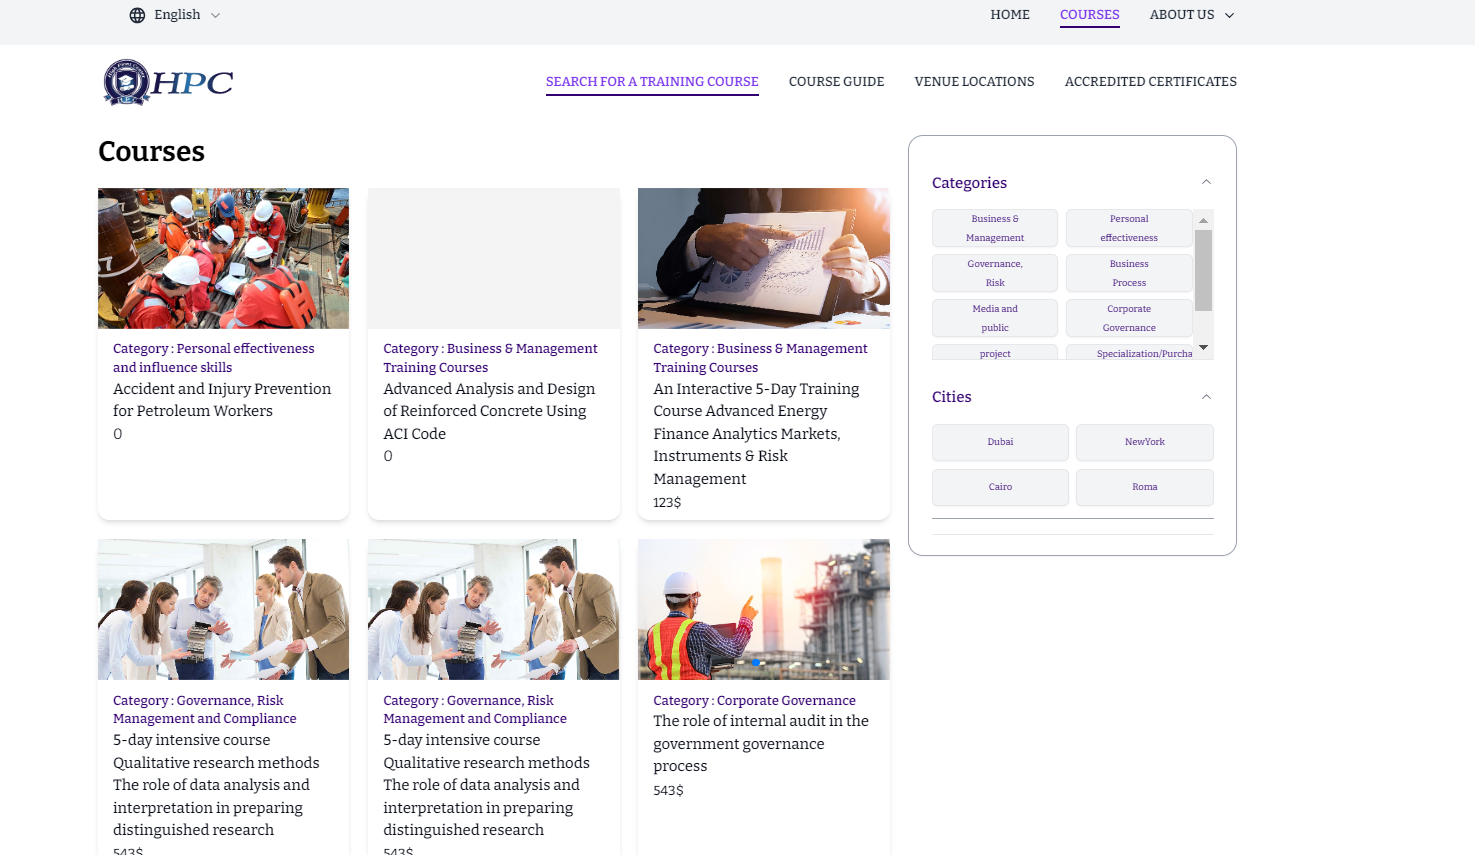 English
HOME
COURSES
ABOUT US
HPC
SEARCH FOR A TRAINING COURSE
COURSE GUIDE
VENUE LOCATIONS
ACCREDITED CERTIFICATES
Courses
Category : Personal effectiveness
and influence skills
Accident and Injury Prevention
for Petroleum Workers
0
Category : Business & Management
Training Courses
Advanced Analysis and Design
of Reinforced Concrete Using
ACI Code
0
Category : Business & Management
Training Courses
An Interactive 5-Day Training
Course Advanced Energy
Finance Analytics Markets,
Instruments & Risk
Management
123$
Category : Governance, Risk
Management and Compliance
5-day intensive course
Qualitative research methods
The role of data analysis and
interpretation in preparing
distinguished research
543$
Category : Governance, Risk
Management and Compliance
5-day intensive course
Qualitative research methods
The role of data analysis and
interpretation in preparing
distinguished research
543$
Category : Corporate Governance
The role of internal audit in the
government governance
process
543$
Categories
Business &
Management
Personal
effectiveness
Governance,
Risk
Business
Process
Media and
public
Corporate
Governance
project
Specialization/Purcha
Cities
Dubai
NewYork
Cairo
Roma